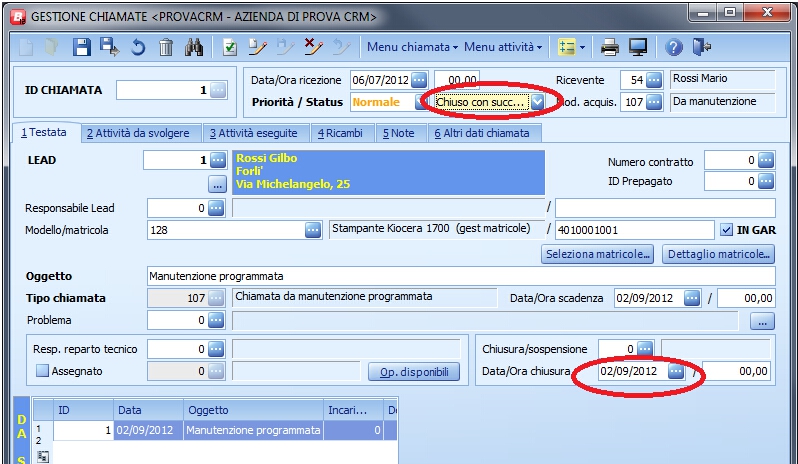 GESTIONE CHIAMATE <PROVACRM - AZIENDA DI PROVA CRM>
Menu chiamata Menu attività
ID CHIAMATA 1
Data/Ora ricezione 06/07/2012 00,00 Ricevente 54 Rossi Mario
Priorità / Status Normale Chiuso con succ... Mod. acquis. 107 Da manutenzione
1 Testata 2 Attività da svolgere 3 Attività eseguite 4 Ricambi 5 Note 6 Altri dati chiamata
LEAD 1 Rossi Gilbo
Forli'
Via Michelangelo, 25
Numero contratto 0
ID Prepagato 0
Responsabile Lead 0 /
Modello/matricola 128 Stampante Kiocera 1700 (gest matricole) / 4010001001 IN GAR
Seleziona matricole... Dettaglio matricole...
Oggetto Manutenzione programmata
Tipo chiamata 107 Chiamata da manutenzione programmata Data/Ora scadenza 02/09/2012 / 00,00
Problema 0 ...
Resp. reparto tecnico 0 Chiusura/sospensione 0
Assegnato 0 Op. disponibili Data/Ora chiusura 02/09/2012 / 00,00
D A S
ID Data Oggetto Incari...
1 1 02/09/2012 Manutenzione programmata 0
2